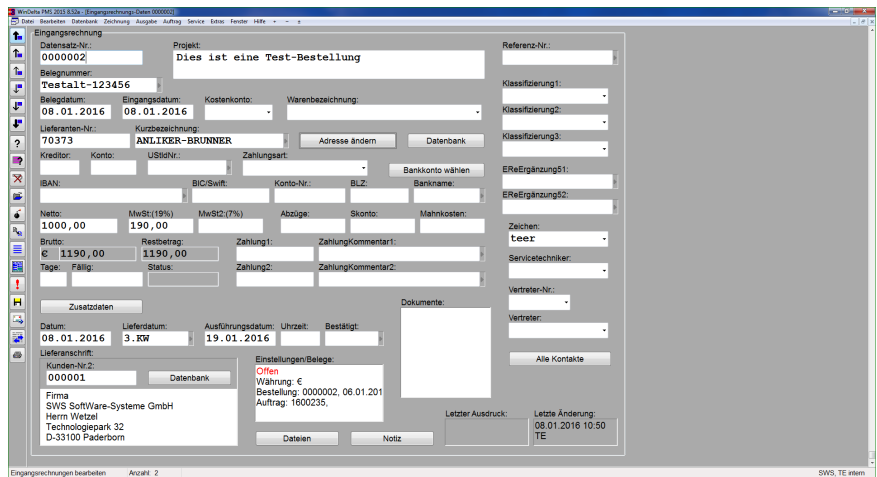 WinDelta PMS 2015 8.52a - [Eingangsrechnungs-Daten 0000002]
Datei Bearbeiten Datenbank Zeichnung Ausgabe Auftrag Service Extras Fenster Hilfe
Eingangsrechnung
Datensatz-Nr.: Projekt: Referenz-Nr.:
0000002 Dies ist eine Test-Bestellung
Belegnummer: Klassifizierung1:
Testalt-123456
Belegdatum: Eingangsdatum: Kostenkonto: Warenbezeichnung: Klassifizierung2:
08.01.2016 08.01.2016
Lieferanten-Nr.: Kurzbezeichnung: Klassifizierung3:
70373 ANLIKER-BRUNNER Adresse ändern Datenbank
Kreditor: Konto: UStIdNr.: Zahlungsart:
Bankkonto wählen EReErgänzung51:
IBAN: BIC/Swift: Konto-Nr.: BLZ: Bankname:
EReErgänzung52:
Netto: MwSt:(19%) MwSt2:(7%) Abzüge: Skonto: Mahnkosten:
1000,00 190,00
Zeichen:
teer
Brutto: Restbetrag: Zahlung1: ZahlungKommentar1:
€ 1190,00 1190,00
Servicetechniker:
Tage: Fällig: Status: Zahlung2: ZahlungKommentar2:
Vertreter-Nr.:
Zusatzdaten Dokumente:
Vertreter:
Datum: Lieferdatum: Ausführungsdatum: Uhrzeit: Bestätigt:
08.01.2016 3.KW 19.01.2016
Lieferanschrift: Einstellungen/Belege: Alle Kontakte
Kunden-Nr.2:
000001 Datenbank
Offen
Währung: €
Bestellung: 0000002, 06.01.201
Auftrag: 1600235,
Firma
SWS SoftWare-Systeme GmbH
Herrn Wetzel
Technologiepark 32
D-33100 Paderborn
Letzter Ausdruck: Letzte Änderung:
08.01.2016 10:50
TE
Dateien Notiz
Eingangsrechnungen bearbeiten Anzahl: 2 SWS, TE intern